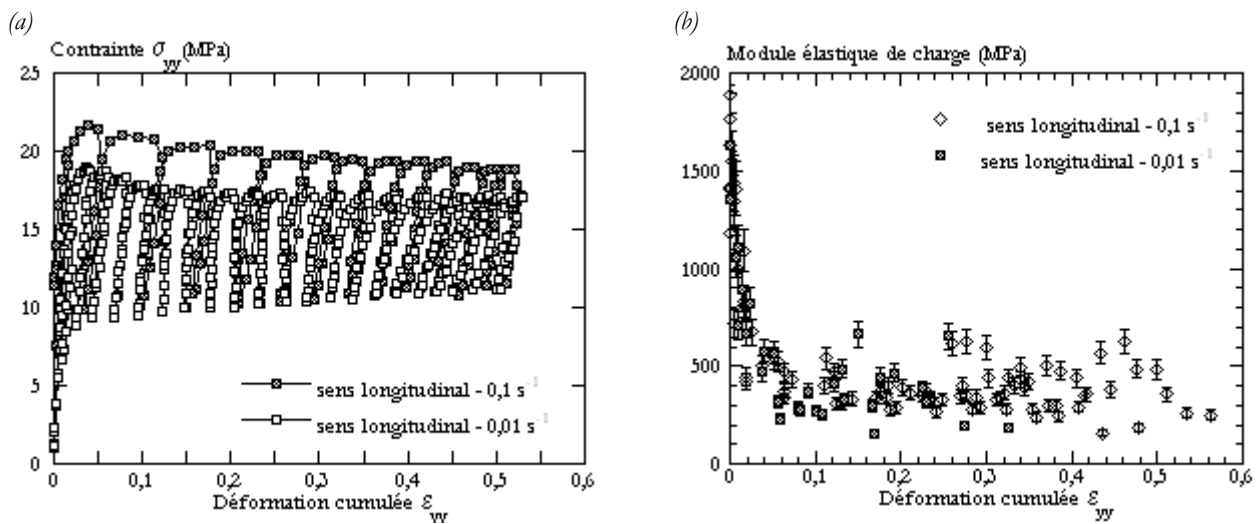 (a)
Contrainte σyy (MPa)
25
20
15
10
5
0
0
0,1
0,2
0,3
0,4
0,5
0,6
sens longitudinal - 0,1 s-1
sens longitudinal - 0,01 s-1
Déformation cumulée εyy
(b)
Module élastique de charge (MPa)
2000
1500
1000
500
0
0
0,1
0,2
0,3
0,4
0,5
0,6
sens longitudinal - 0,1 s-1
sens longitudinal - 0,01 s-1
Déformation cumulée εyy